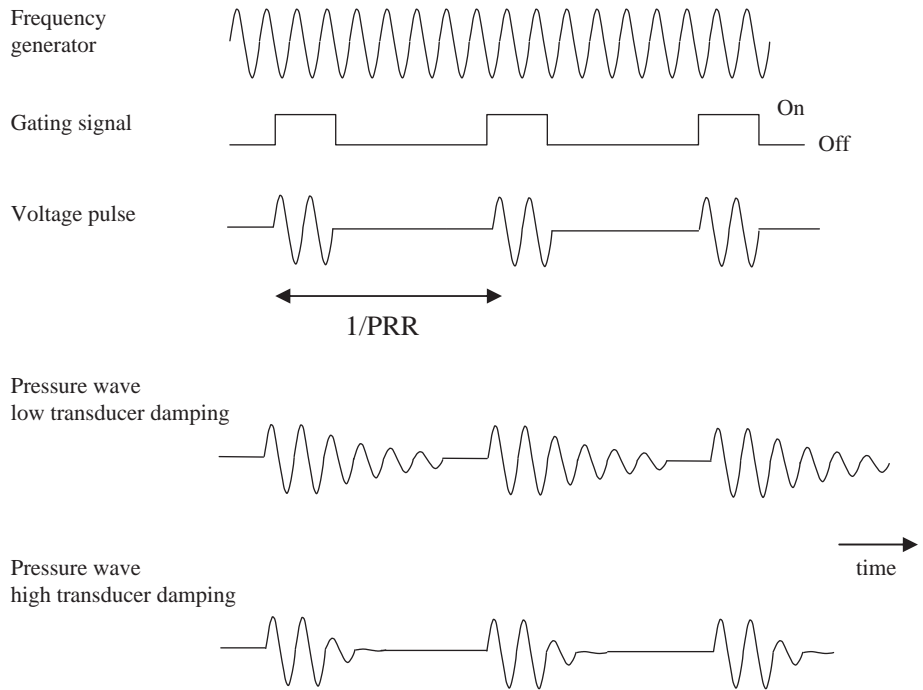 Frequency
generator
Gating signal
On
Off
Voltage pulse
1/PRR
Pressure wave
low transducer damping
time
Pressure wave
high transducer damping